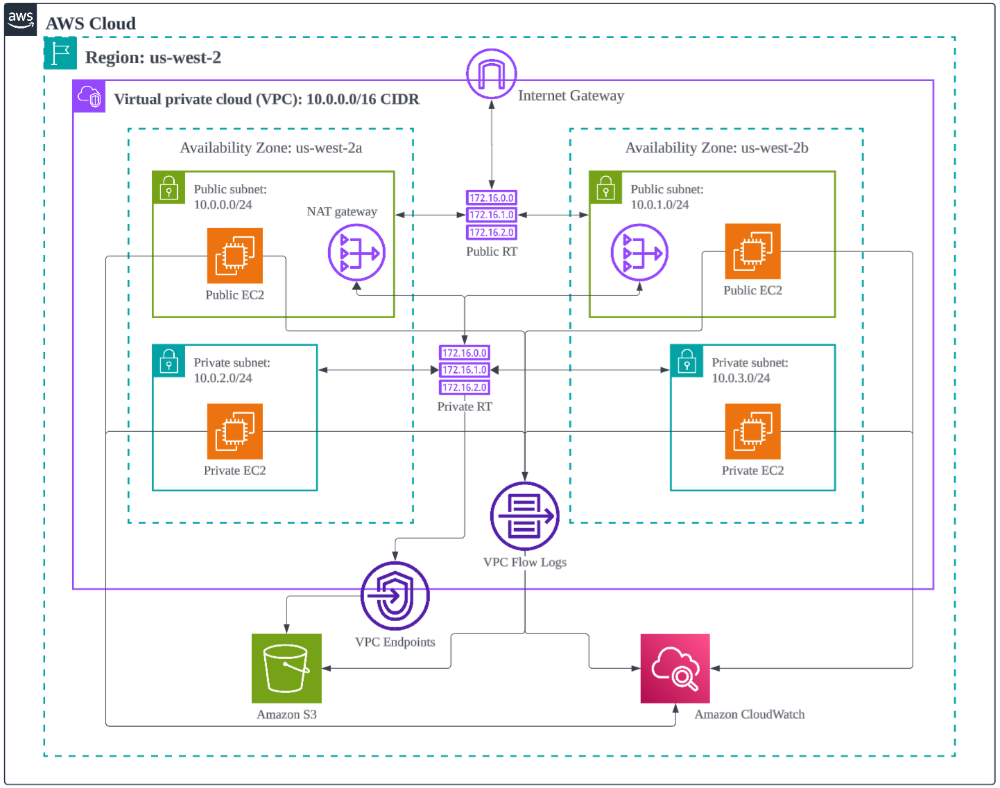 aws
AWS Cloud
Region: us-west-2
Internet Gateway
Virtual private cloud (VPC): 10.0.0.0/16 CIDR
Availability Zone: us-west-2a
Availability Zone: us-west-2b
Public subnet:
10.0.0.0/24
NAT gateway
Public EC2
172.16.0.0
172.16.1.0
172.16.2.0
Public RT
Public subnet:
10.0.1.0/24
Public EC2
Private subnet:
10.0.2.0/24
Private EC2
172.16.0.0
172.16.1.0
172.16.2.0
Private RT
Private subnet:
10.0.3.0/24
Private EC2
VPC Flow Logs
VPC Endpoints
Amazon S3
Amazon CloudWatch